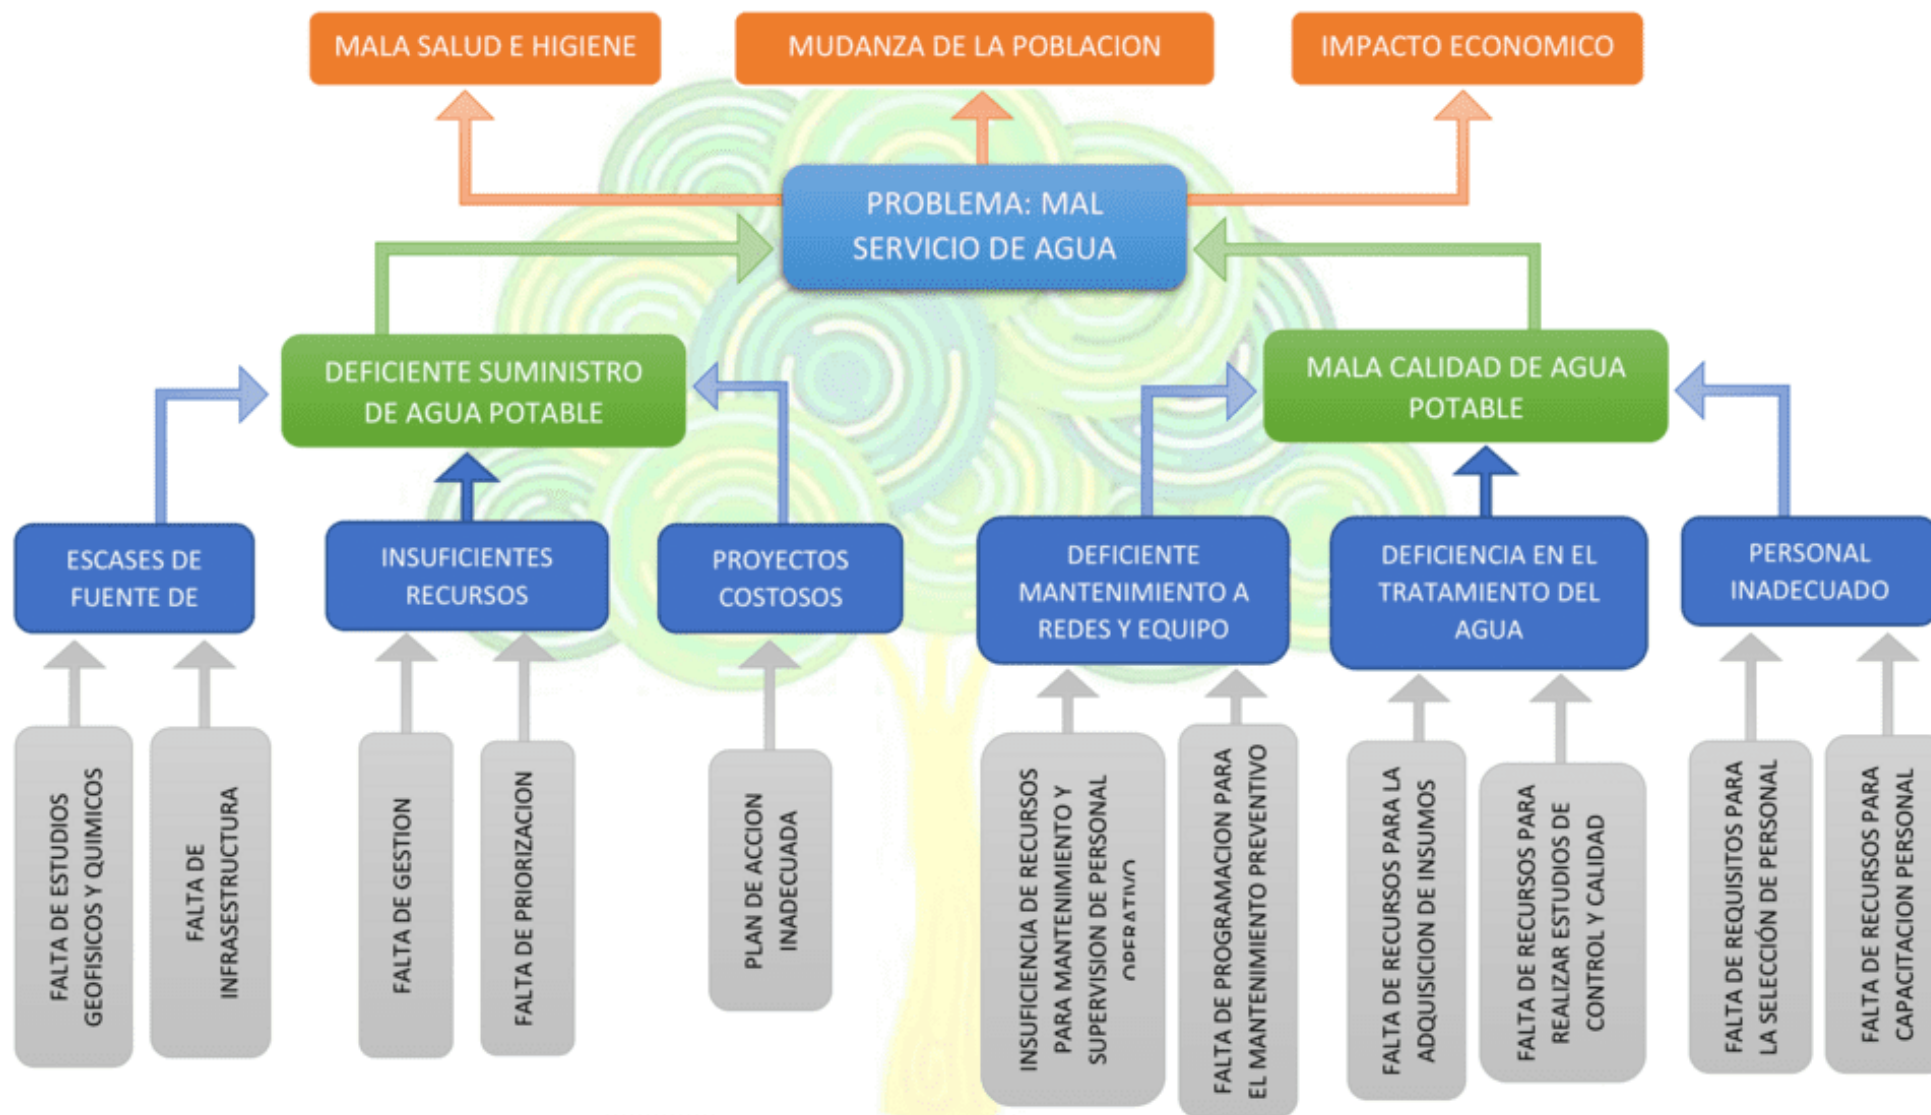 MALA SALUD E HIGIENE
MUDANZA DE LA POBLACION
IMPACTO ECONOMICO
PROBLEMA: MAL
SERVICIO DE AGUA
DEFICIENTE SUMINISTRO
DE AGUA POTABLE
MALA CALIDAD DE AGUA
POTABLE
ESCASES DE
FUENTE DE
INSUFICIENTES
RECURSOS
PROYECTOS
COSTOSOS
DEFICIENTE
MANTENIMIENTO A
REDES Y EQUIPO
DEFICIENCIA EN EL
TRATAMIENTO DEL
AGUA
PERSONAL
INADECUADO
FALTA DE ESTUDIOS
GEOFISICOS Y QUIMICOS
FALTA DE
INFRASESTRUCTURA
FALTA DE GESTION
FALTA DE PRIORIZACION
PLAN DE ACCION
INADECUADA
INSUFICIENCIA DE RECURSOS
PARA MANTENIMIENTO Y
SUPERVISION DE PERSONAL
OPERATIVO
FALTA DE PROGRAMACION PARA
EL MANTENIMIENTO PREVENTIVO
FALTA DE RECURSOS PARA LA
ADQUISICION DE INSUMOS
FALTA DE RECURSOS PARA
REALIZAR ESTUDIOS DE
CONTROL Y CALIDAD
FALTA DE REQUISITOS PARA
LA SELECCIÓN DE PERSONAL
FALTA DE RECURSOS PARA
CAPACITACION PERSONAL